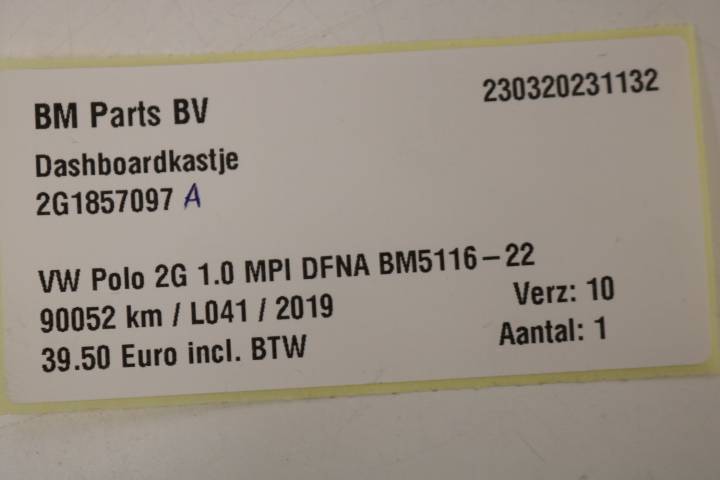 BM Parts BV 230320231132
Dashboardkastje
2G1857097 A
VW Polo 2G 1.0 MPI DFNA BM5116-22
90052 km / L041 / 2019 Verz: 10
39.50 Euro incl. BTW Aantal: 1